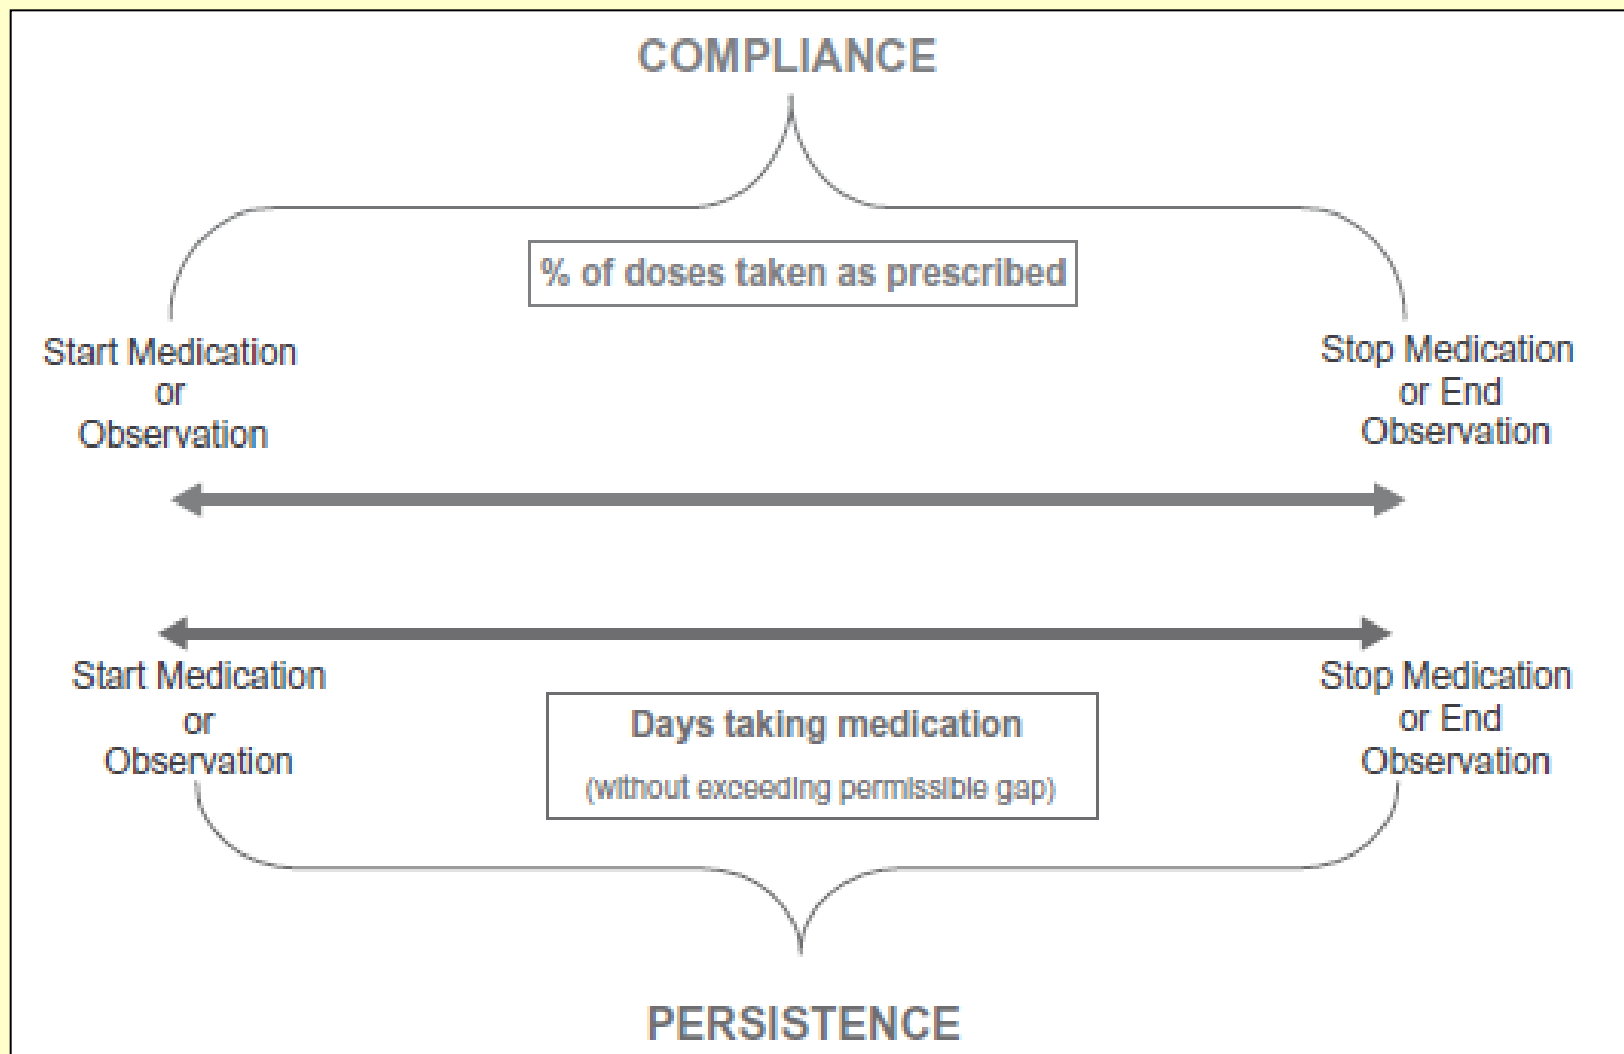 COMPLIANCE
% of doses taken as prescribed
Start Medication
or
Observation
Stop Medication
or End
Observation
Start Medication
or
Observation
Days taking medication
(without exceeding permissible gap)
Stop Medication
or End
Observation
PERSISTENCE